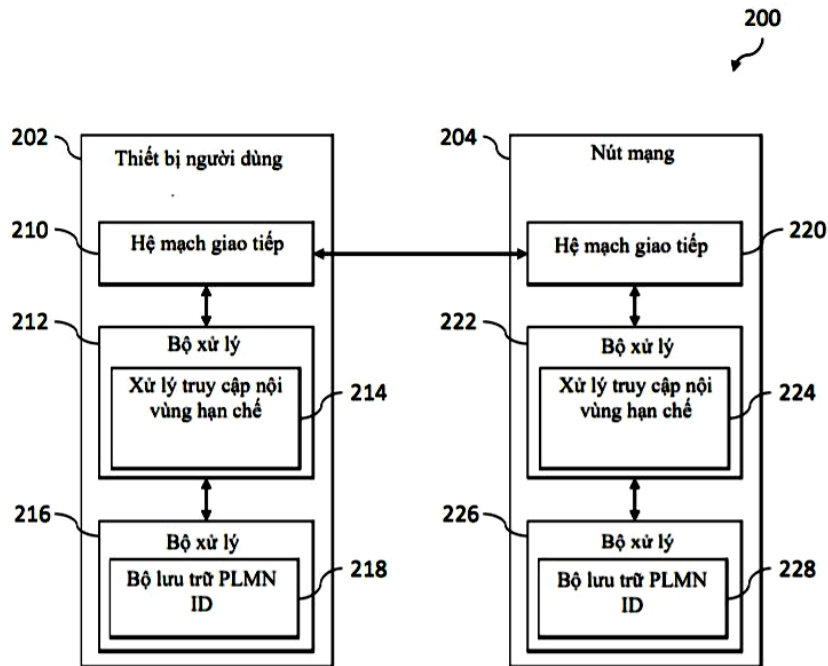 200
202
Thiết bị người dùng
204
Nút mạng
210
Hệ mạch giao tiếp
Hệ mạch giao tiếp
220
212
Bộ xử lý
222
Bộ xử lý
Xử lý truy cập nội
vùng hạn chế
214
Xử lý truy cập nội
vùng hạn chế
224
216
Bộ xử lý
226
Bộ xử lý
Bộ lưu trữ PLMN
ID
218
Bộ lưu trữ PLMN
ID
228